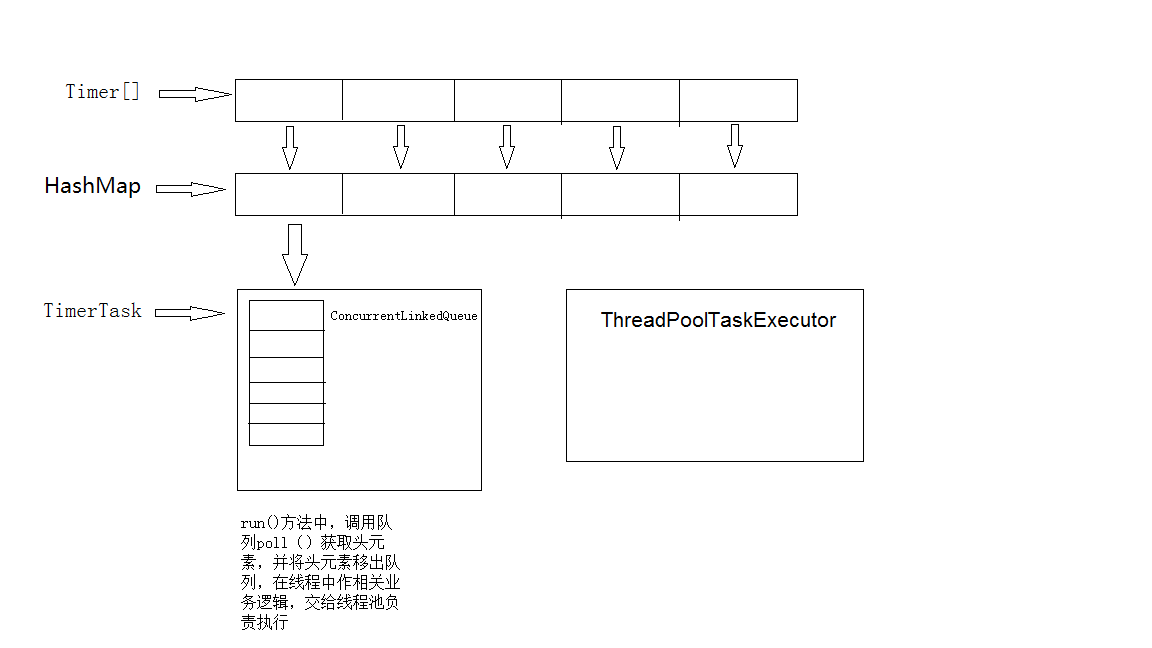 Timer[]
HashMap
TimerTask
ConcurrentLinkedQueue
ThreadPoolTaskExecutor
run()方法中，调用队
列poll（）获取头元
素，并将头元素移出队
列，在线程中作相关业
务逻辑，交给线程池负
责执行